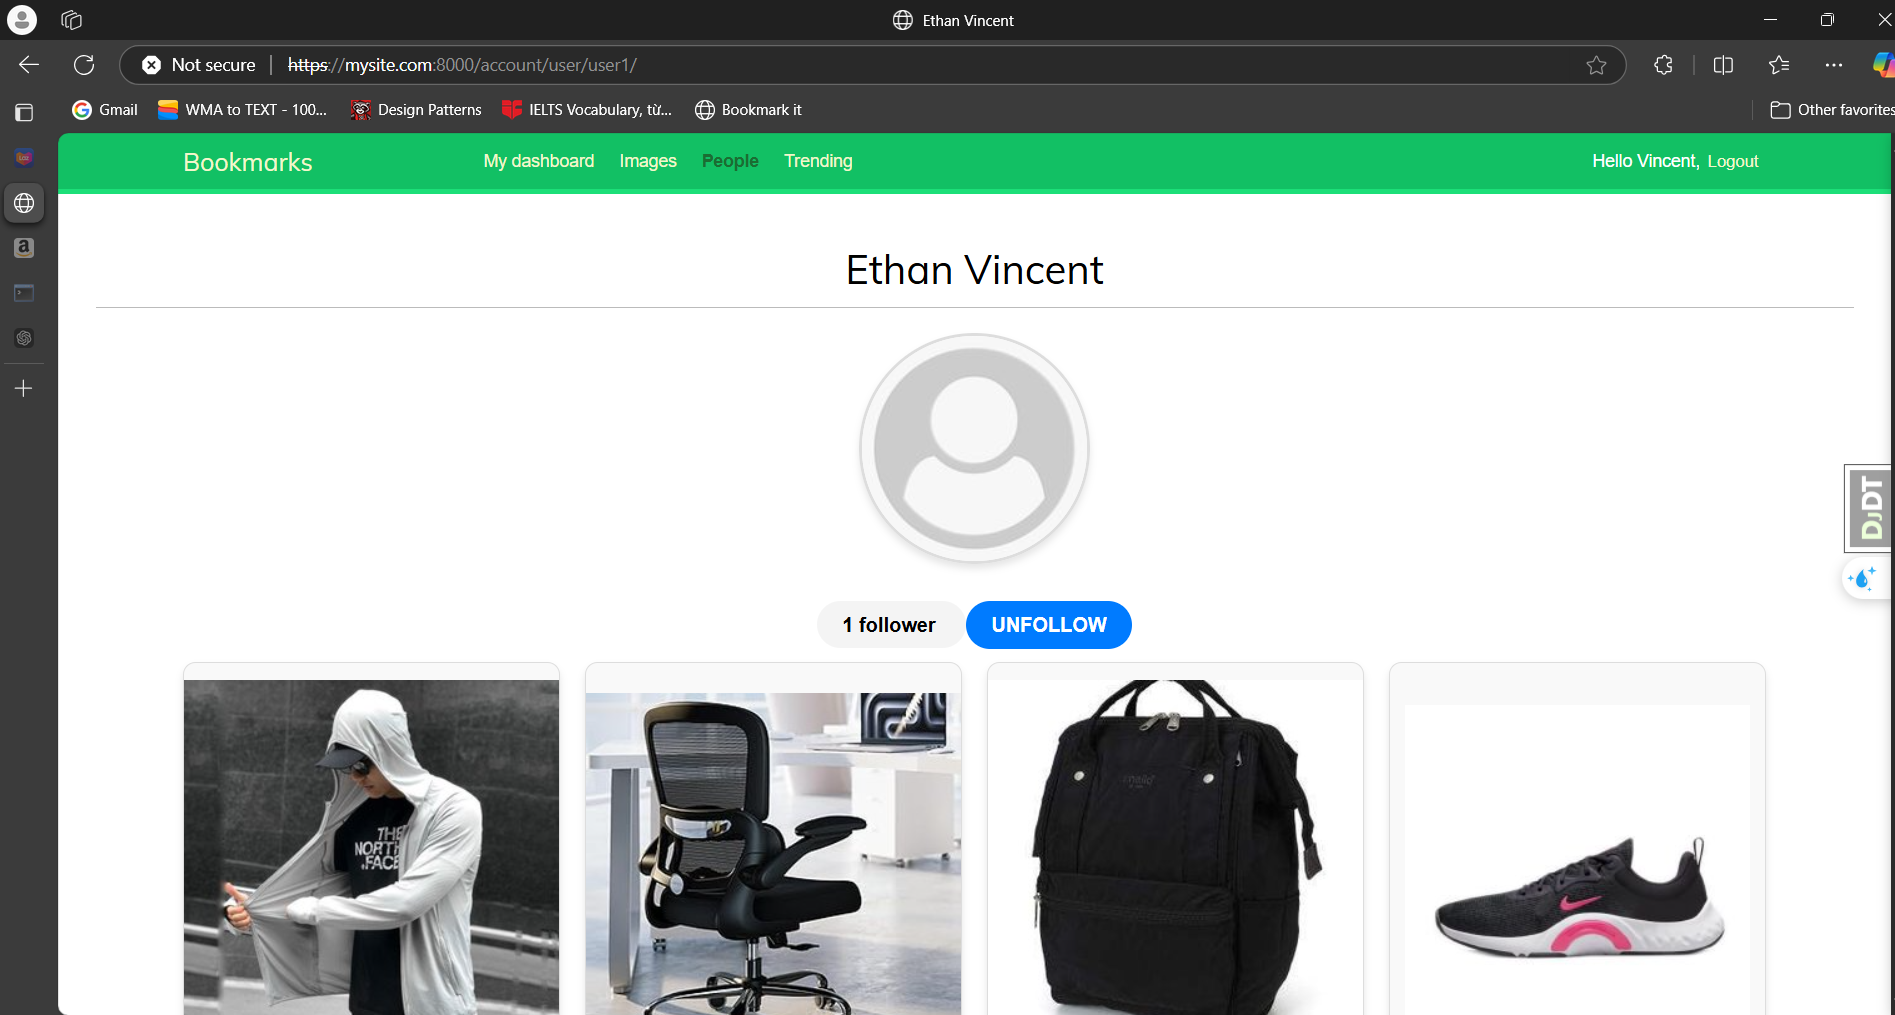 Ethan Vincent
Not secure
https://mysite.com:8000/account/user/user1/
Gmail
WMA to TEXT - 100...
Design Patterns
IELTS Vocabulary, từ...
Bookmark it
Other favorites
Bookmarks
My dashboard
Images
People
Trending
Hello Vincent, Logout
Ethan Vincent
DJDT
1 follower
UNFOLLOW
THE
NORTH
FACE